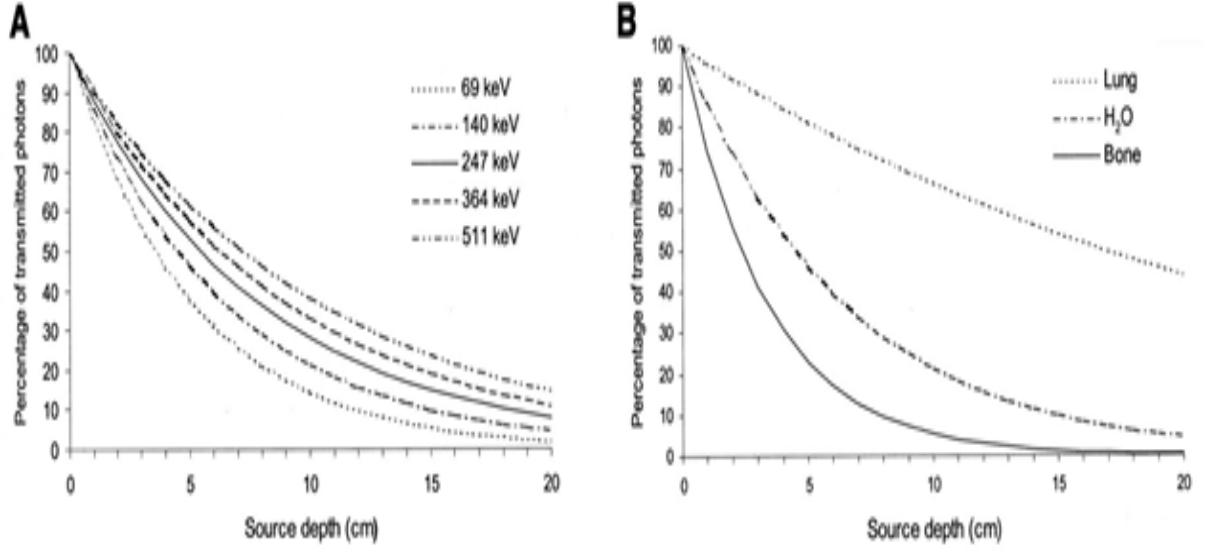 A
Percentage of transmitted photons
100
90
80
70
60
50
40
30
20
10
0
0 5 10 15 20
Source depth (cm)
69 keV
140 keV
247 keV
364 keV
511 keV
B
Percentage of transmitted photons
100
90
80
70
60
50
40
30
20
10
0
0 5 10 15 20
Source depth (cm)
Lung
H₂O
Bone